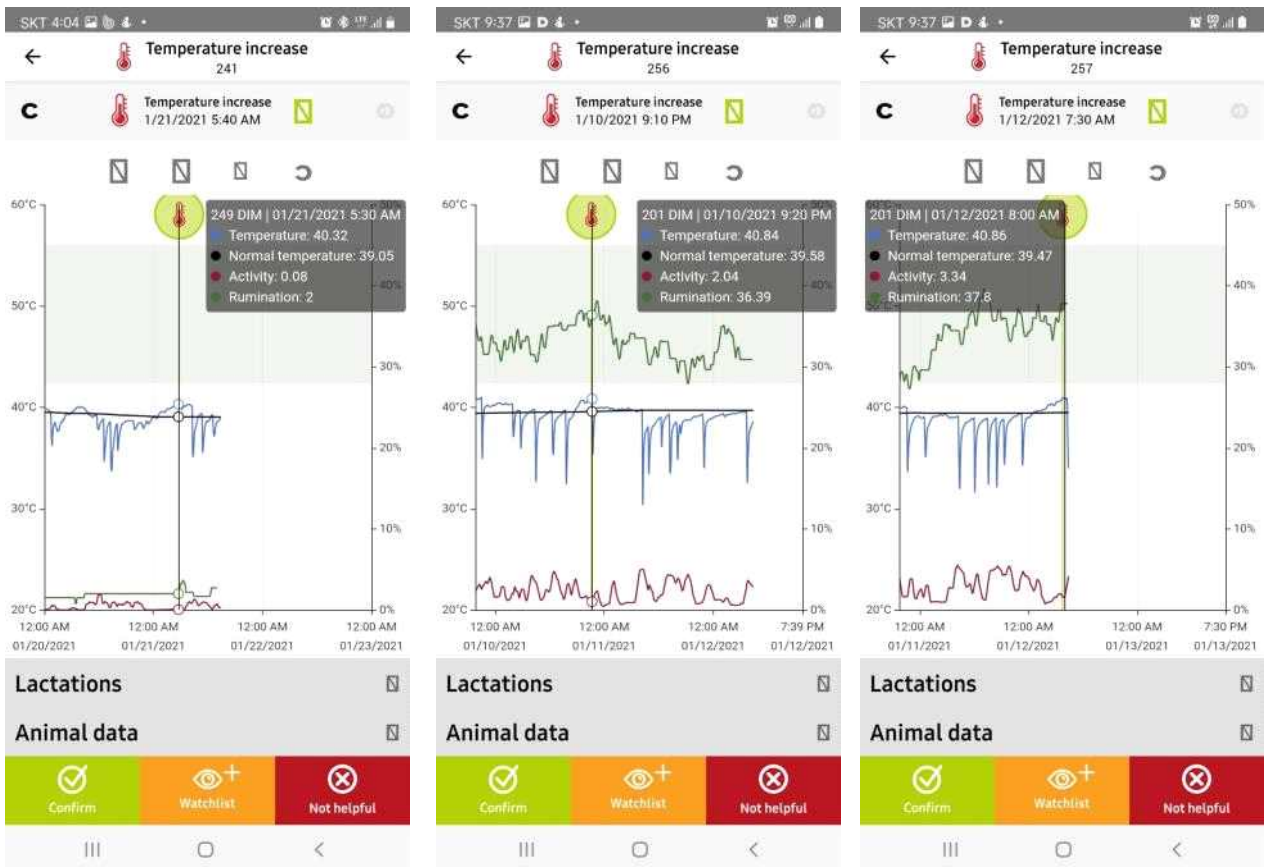 SKT 4:04
Temperature increase
241
Temperature increase
1/21/2021 5:40 AM
60°C
50%
249 DIM | 01/21/2021 5:30 AM
Temperature: 40.32
Normal temperature: 39.05
Activity: 0.08
40%
Rumination: 2
50°C
30%
40°C
20%
30°C
10%
20°C
0%
12:00 AM 12:00 AM 12:00 AM 12:00 AM
01/20/2021 01/21/2021 01/22/2021 01/23/2021
Lactations
Animal data
Confirm
Watchlist
Not helpful
SKT 9:37
Temperature increase
256
Temperature increase
1/10/2021 9:10 PM
60°C
201 DIM | 01/10/2021 9:20 PM
Temperature: 40.84
Normal temperature: 39.58
Activity: 2.04
40%
Rumination: 36.39
50°C
30%
40°C
20%
30°C
10%
20°C
0%
12:00 AM 12:00 AM 12:00 AM 7:39 PM
01/10/2021 01/11/2021 01/12/2021 01/12/2021
Lactations
Animal data
Confirm
Watchlist
Not helpful
SKT 9:37
Temperature increase
257
Temperature increase
1/12/2021 7:30 AM
60°C
50%
201 DIM | 01/12/2021 8:00 AM
Temperature: 40.86
Normal temperature: 39.47
Activity: 3.34
40%
Rumination: 37.8
30%
40°C
20%
30°C
10%
20°C
0%
12:00 AM 12:00 AM 12:00 AM 7:30 PM
01/11/2021 01/12/2021 01/13/2021 01/13/2021
Lactations
Animal data
Confirm
Watchlist
Not helpful